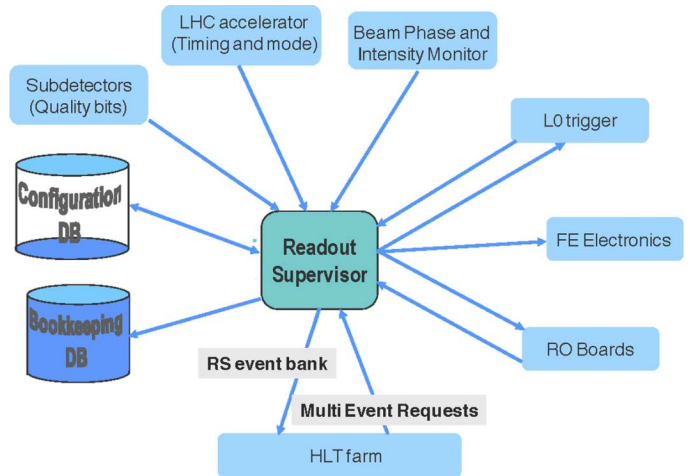 LHC accelerator
(Timing and mode)
Beam Phase and
Intensity Monitor
Subdetectors
(Quality bits)
L0 trigger
Configuration
DB
Readout
Supervisor
FE Electronics
Bookkeeping
DB
RO Boards
RS event bank
Multi Event Requests
HLT farm